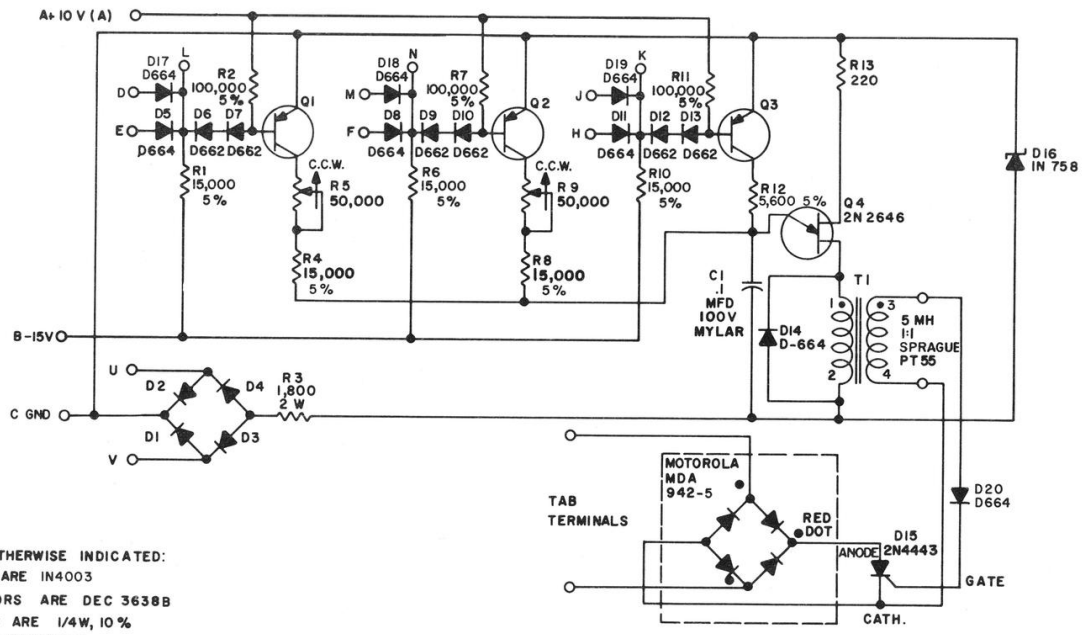 A+10 V (A)
D17
D664
L
D
R2
100,000
5%
Q1
E
D5
D664
D6
D662
D7
D662
R1
15,000
5%
C.C.W.
R 5
50,000
R4
15,000
5%
D18
D664
N
M
R7
100,000
5%
Q2
F
D8
D664
D9
D662
D10
D662
R6
15,000
5%
C.C.W.
R 9
50,000
R8
15,000
5%
D19
D664
K
J
R11
100,000
5%
Q3
H
D11
D664
D12
D662
D13
D662
R10
15,000
5%
R12
5,600 5%
R13
220
Q4
2N 2646
D16
IN 758
C1
.1
MFD
100V
MYLAR
D14
D-664
T1
1
2
3
4
5 MH
1:1
SPRAGUE
PT 55
B -15V
U
D2
D4
C GND
D1
D3
V
R3
1,800
2 W
TAB
TERMINALS
MOTOROLA
MDA
942-5
RED
DOT
D20
D664
D15
2N4443
ANODE
GATE
CATH.
THERWISE INDICATED:
ARE IN4003
RS ARE DEC 3638B
ARE 1/4W, 10%